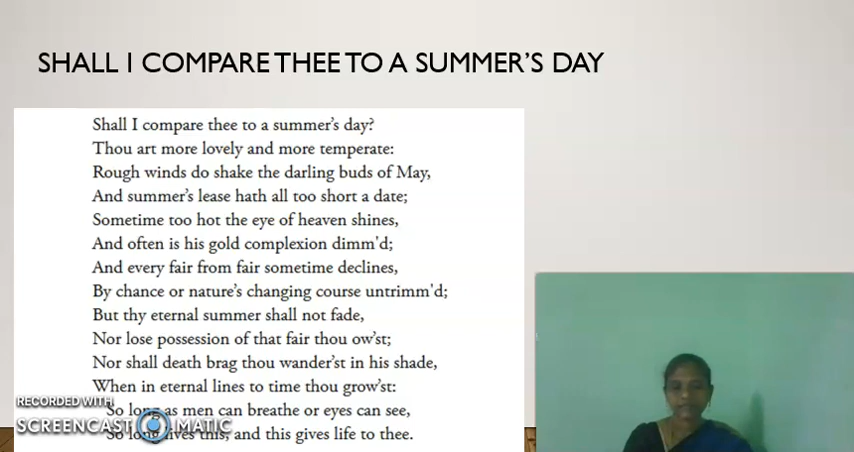 SHALL I COMPARE THEE TO A SUMMER'S DAY
Shall I compare thee to a summer's day?
Thou art more lovely and more temperate:
Rough winds do shake the darling buds of May,
And summer's lease hath all too short a date;
Sometime too hot the eye of heaven shines,
And often is his gold complexion dimm'd;
And every fair from fair sometime declines,
By chance or nature's changing course untrimm'd;
But thy eternal summer shall not fade,
Nor lose possession of that fair thou ow'st;
Nor shall death brag thou wander'st in his shade,
When in eternal lines to time thou grow'st:
So long as men can breathe or eyes can see,
So long lives this, and this gives life to thee.
RECORDED WITH
SCREENCAST MATIC